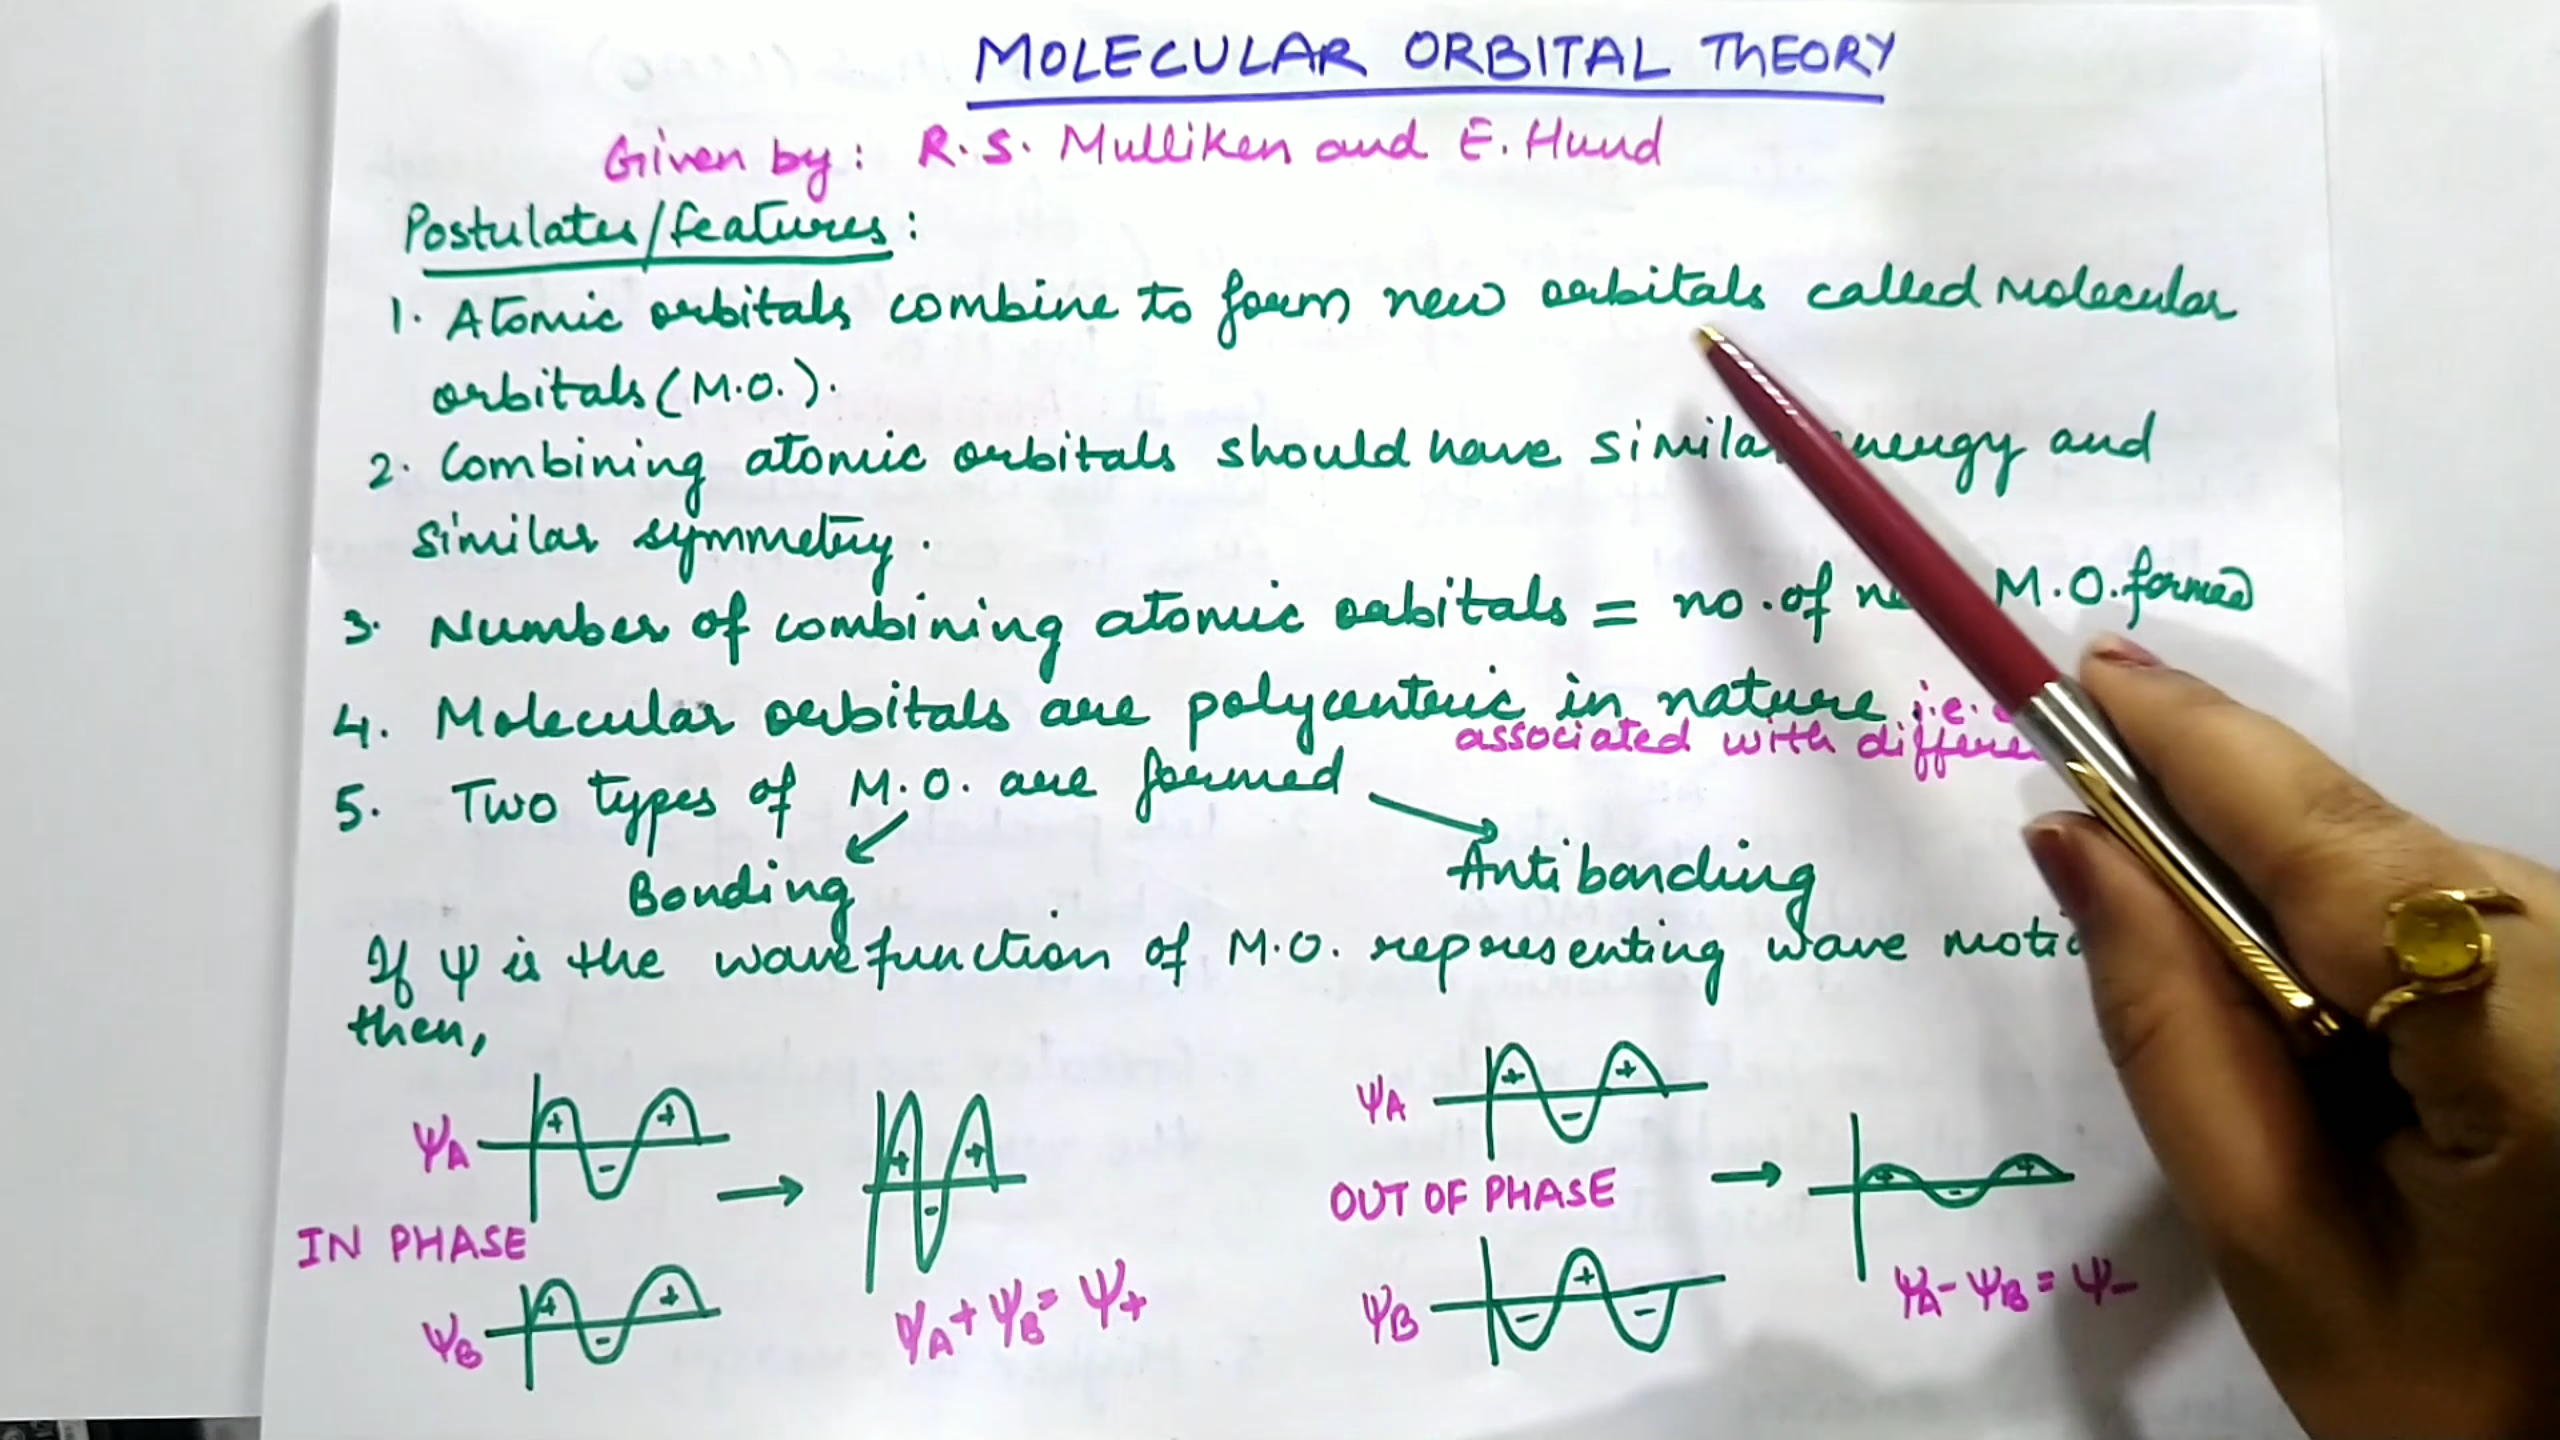 MOLECULAR ORBITAL THEORY
Given by: R.S. Mulliken and E. Hund
Postulates/features:
1. Atomic orbitals combine to form new orbitals called Molecular
orbitals (M.O.).
2. Combining atomic orbitals should have similar energy and
similar symmetry.
3. Number of combining atomic orbitals = no. of M.O. formed
4. Molecular orbitals are polycentric in nature i.e.
associated with
5. Two types of M.O. are formed
Bonding Antibonding
If ψ is the wave function of M.O. representing wave
then,
ψA + - + → + - +
IN PHASE
ψB + - +
ψA + ψB = ψ+
ψA + - + → + - +
OUT OF PHASE
ψB - + -
ψA - ψB = ψ-